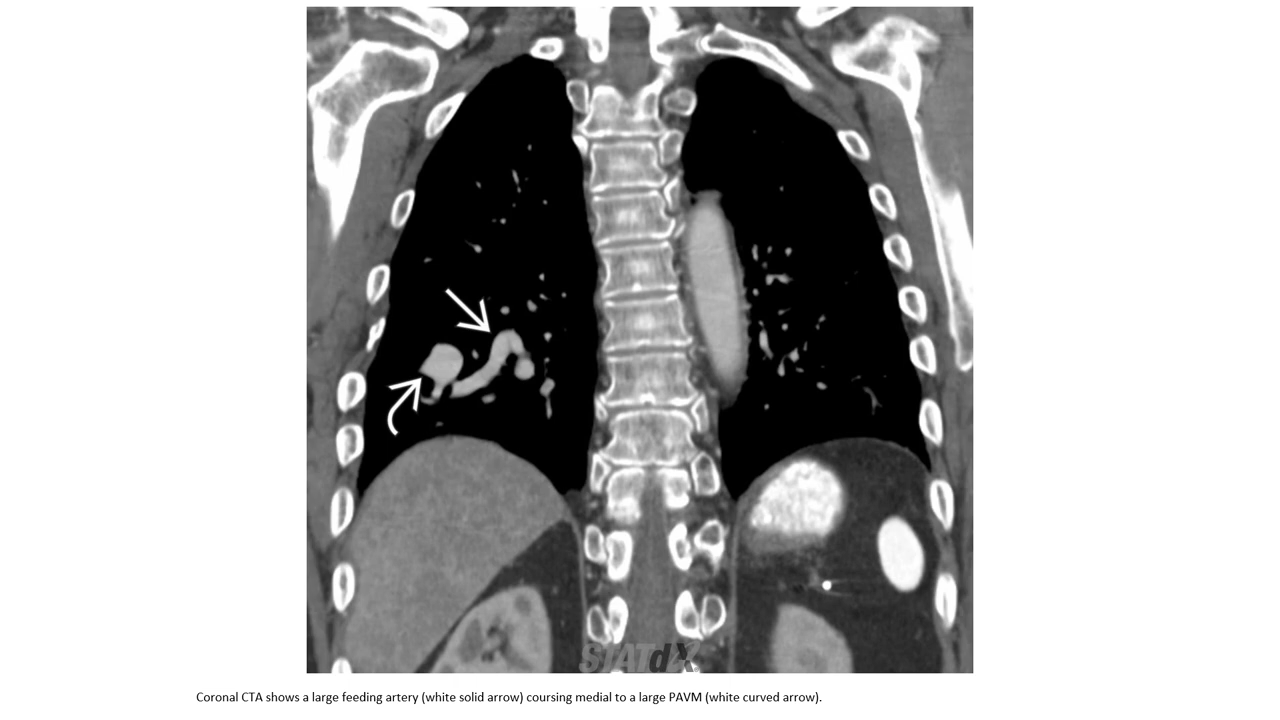 STATdX
Coronal CTA shows a large feeding artery (white solid arrow) coursing medial to a large PAVM (white curved arrow).